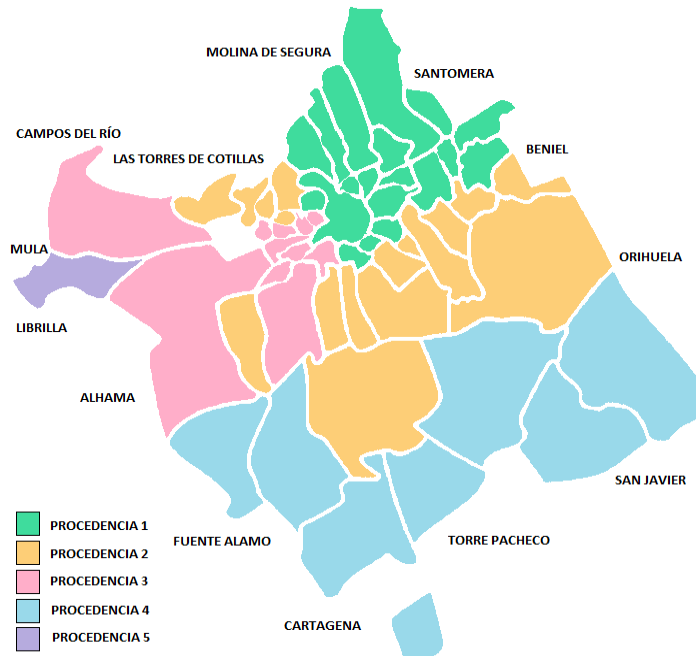 MOLINA DE SEGURA
SANTOMERA
CAMPOS DEL RÍO
LAS TORRES DE COTILLAS
BENIEL
MULA
ORIHUELA
LIBRILLA
ALHAMA
SAN JAVIER
FUENTE ALAMO
TORRE PACHECO
CARTAGENA
PROCEDENCIA 1
PROCEDENCIA 2
PROCEDENCIA 3
PROCEDENCIA 4
PROCEDENCIA 5